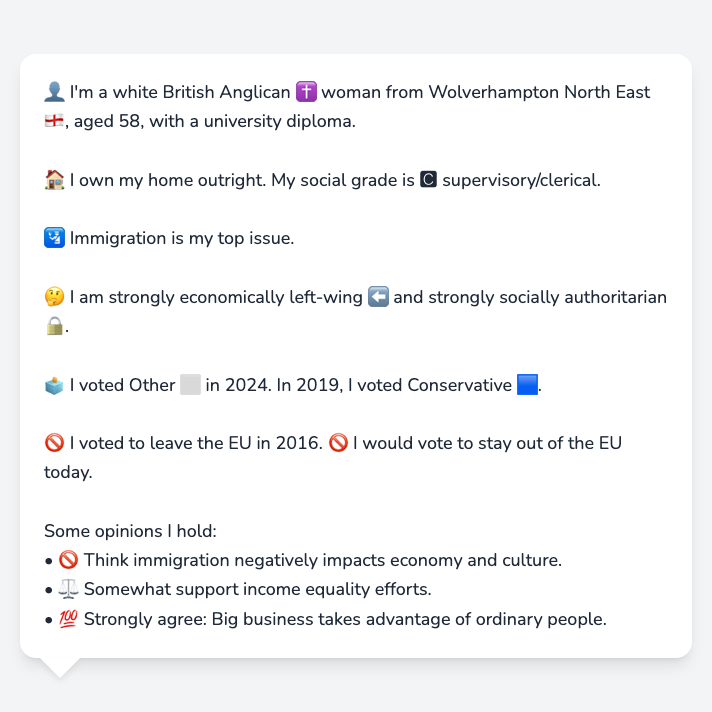 👤 I'm a white British Anglican ✝️ woman from Wolverhampton North East
🏴󠁧󠁢󠁥󠁮󠁧󠁿, aged 58, with a university diploma.
🏠 I own my home outright. My social grade is 🅲 supervisory/clerical.
🛂 Immigration is my top issue.
🤔 I am strongly economically left-wing ⬅️ and strongly socially authoritarian
🔒.
🗳️ I voted Other ⬜ in 2024. In 2019, I voted Conservative 🟦.
🚫 I voted to leave the EU in 2016. 🚫 I would vote to stay out of the EU
today.
Some opinions I hold:
• 🚫 Think immigration negatively impacts economy and culture.
• ⚖️ Somewhat support income equality efforts.
• 💯 Strongly agree: Big business takes advantage of ordinary people.